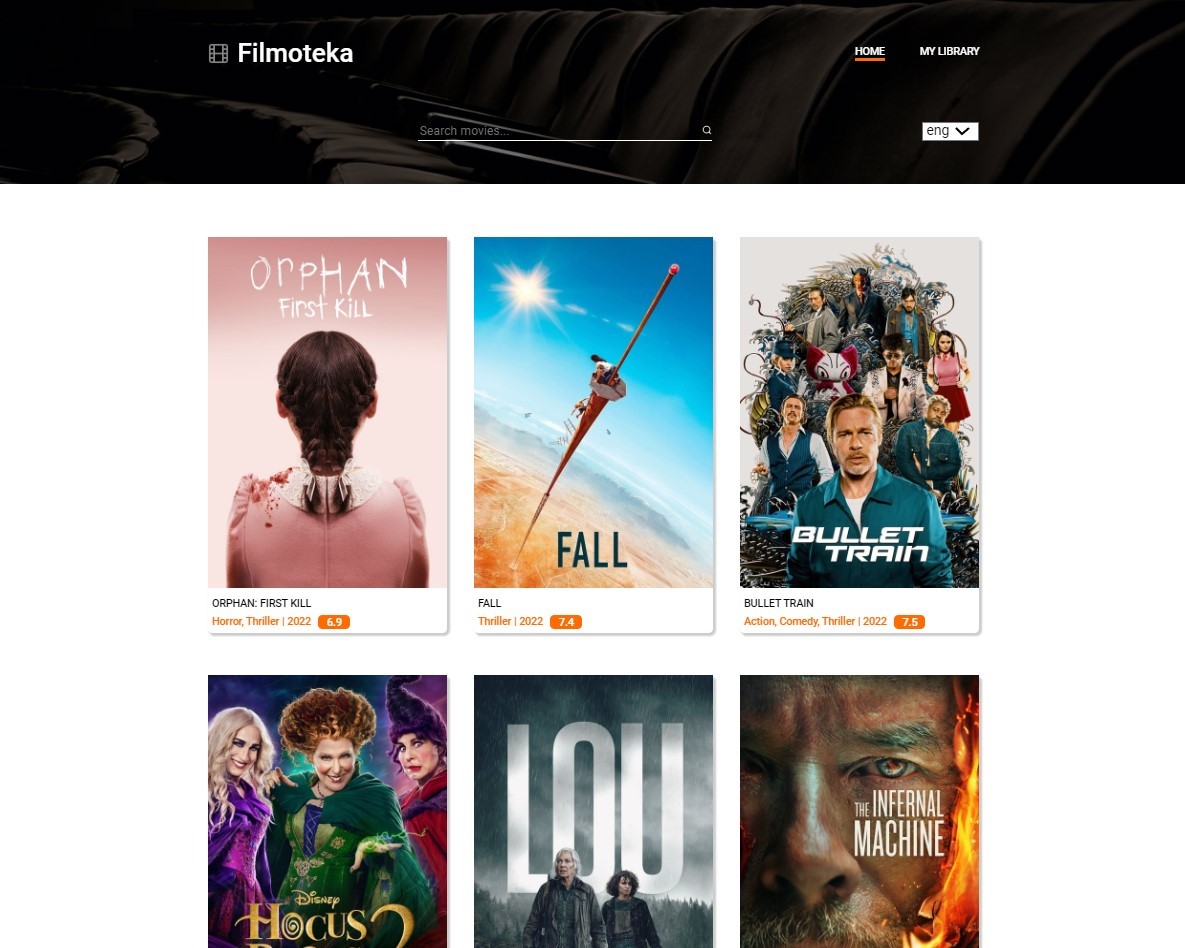 Filmoteka
HOME
MY LIBRARY
Search movies...
eng
ORPHAN
FIRST KILL
FALL
BULLET
TRAIN
ORPHAN: FIRST KILL
Horror, Thriller | 2022 6.9
FALL
Thriller | 2022 7.4
BULLET TRAIN
Action, Comedy, Thriller | 2022 7.5
DISNEY
HOCUS
2
LOU
THE INFERNAL
MACHINE